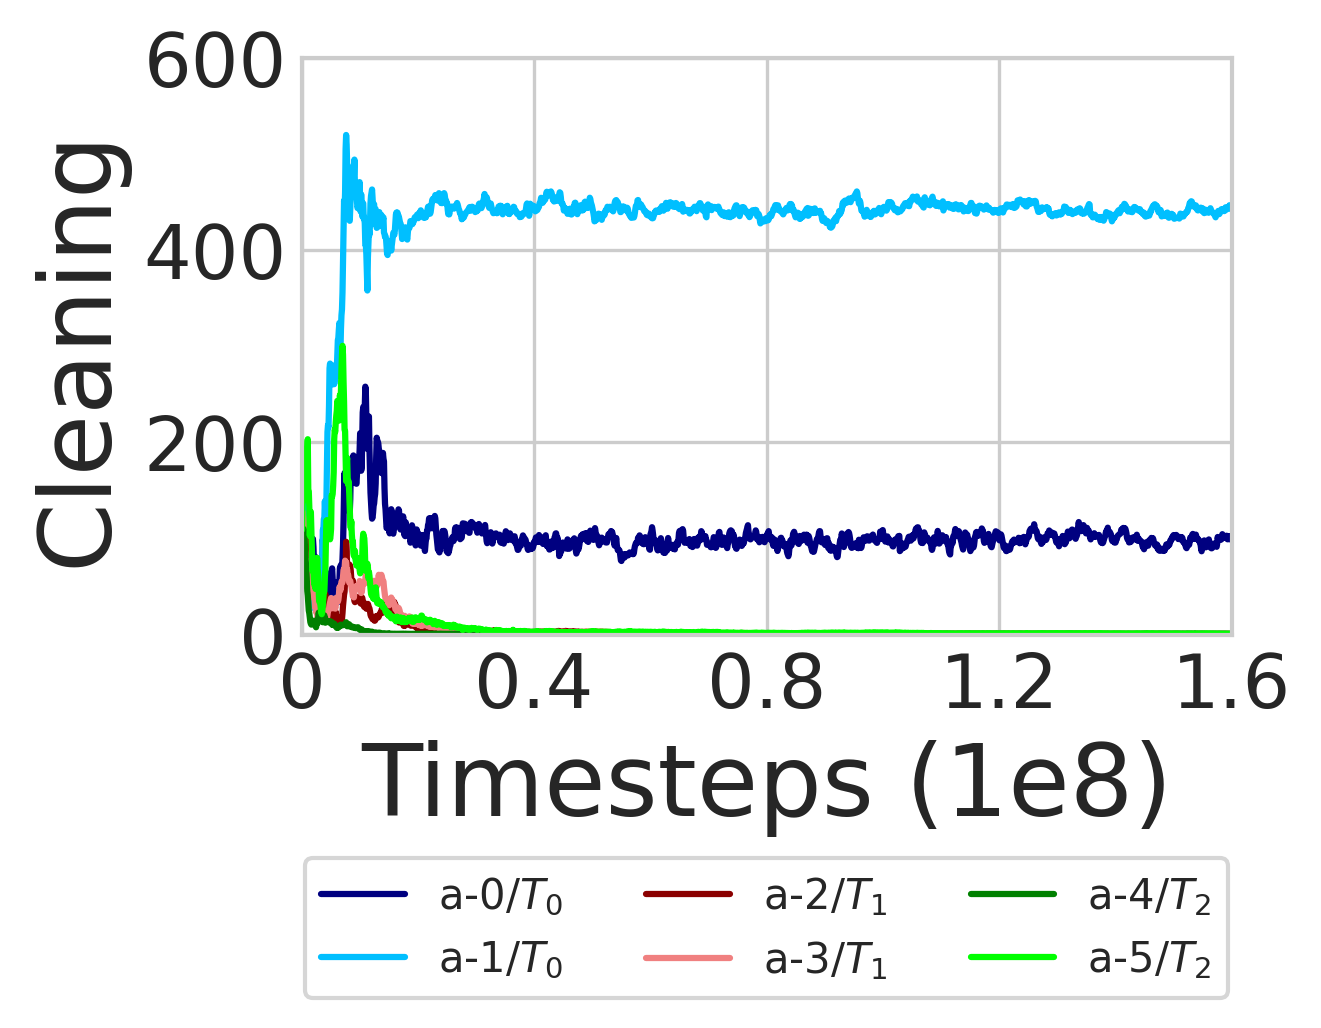 600
400
200
0
Cleaning
0 0.4 0.8 1.2 1.6
Timesteps (1e8)
a-0/T₀ a-2/T₁ a-4/T₂
a-1/T₀ a-3/T₁ a-5/T₂